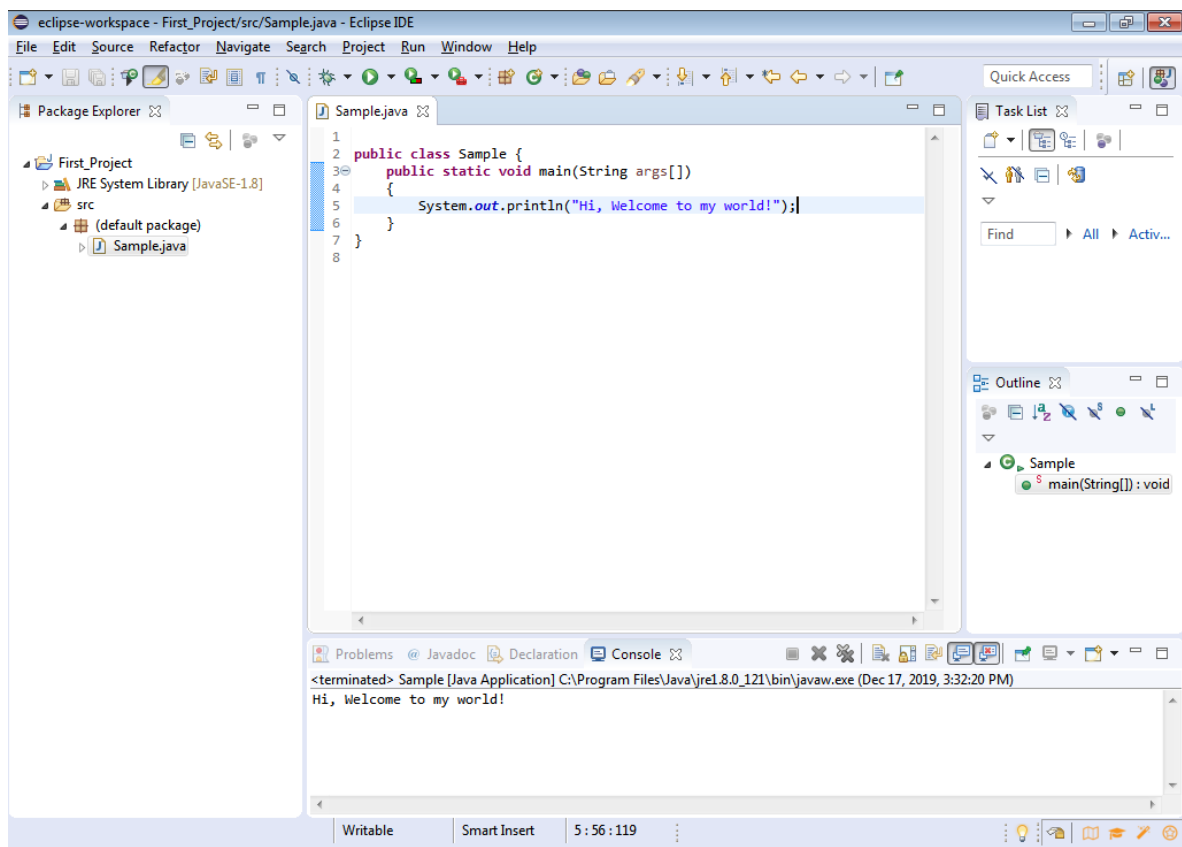 eclipse-workspace - First_Project/src/Sample.java - Eclipse IDE
File Edit Source Refactor Navigate Search Project Run Window Help
Quick Access
Package Explorer
First_Project
JRE System Library [JavaSE-1.8]
src
(default package)
Sample.java
Sample.java
1
2 public class Sample {
3 public static void main(String args[])
4 {
5 System.out.println("Hi, Welcome to my world!");
6 }
7 }
8
Task List
Find All Activ...
Outline
Sample
main(String[]) : void
Problems @ Javadoc Declaration Console
<terminated> Sample [Java Application] C:\Program Files\Java\jre1.8.0_121\bin\javaw.exe (Dec 17, 2019, 3:32:20 PM)
Hi, Welcome to my world!
Writable Smart Insert 5 : 56 : 119